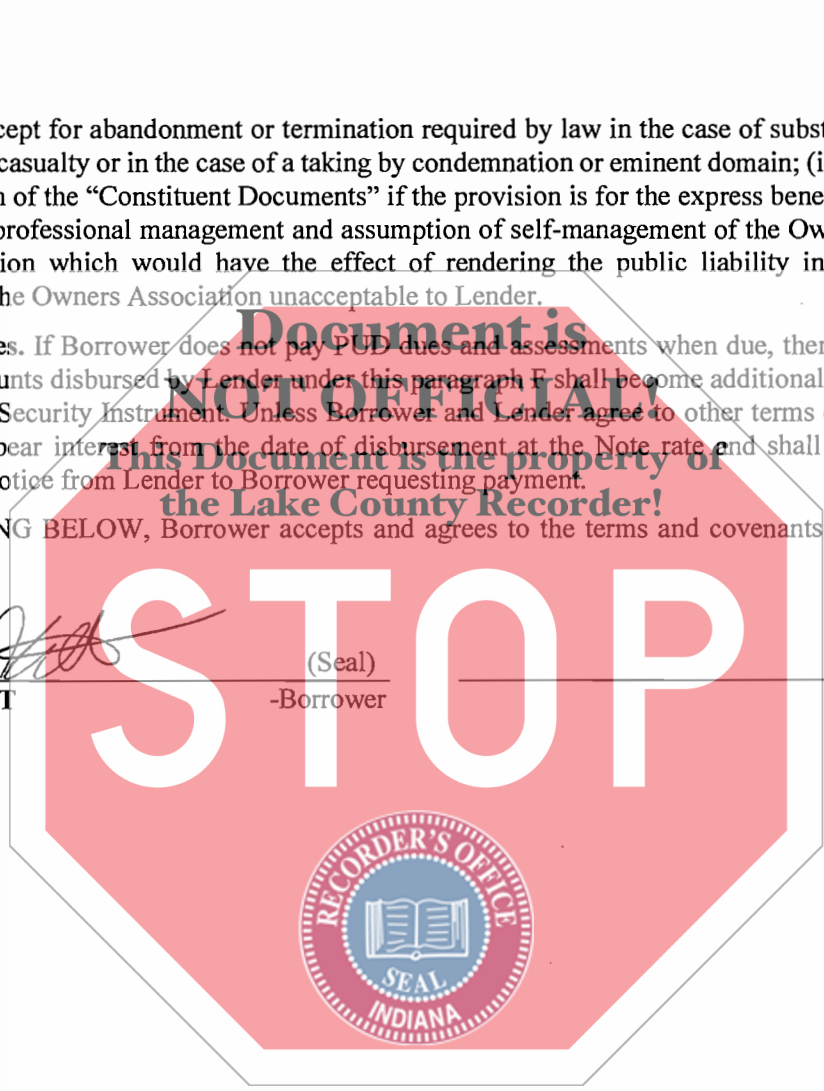 cept for abandonment or termination required by law in the case of subst
casualty or in the case of a taking by condemnation or eminent domain; (i
n of the “Constituent Documents” if the provision is for the express bene
professional management and assumption of self-management of the Ow
ion which would have the effect of rendering the public liability in
he Owners Association unacceptable to Lender.
Document is
es. If Borrower does not pay PUD dues and assessments when due, then
unts disbursed by Lender under this paragraph F shall become additional
NOT OFFICIAL!
Security Instrument. Unless Borrower and Lender agree to other terms
bear interest from the date of disbursement at the Note rate and shall
This Document is the property of
otice from Lender to Borrower requesting payment.
the Lake County Recorder!
NG BELOW, Borrower accepts and agrees to the terms and covenants
(Seal)
T -Borrower
STOP
RECORDER'S OFFICE
SEAL
INDIANA